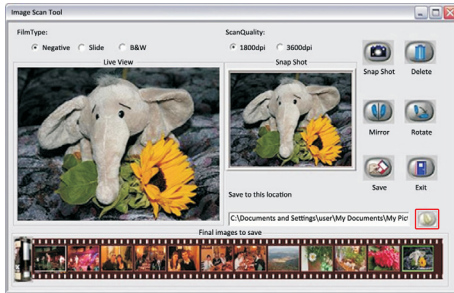 Image Scan Tool
FilmType: ScanQuality:
Negative Slide B&W 1800dpi 3600dpi
Live View Snap Shot
Snap Shot Delete
Mirror Rotate
Save Exit
Save to this location
C:\Documents and Settings\user\My Documents\My Pict
Final images to save